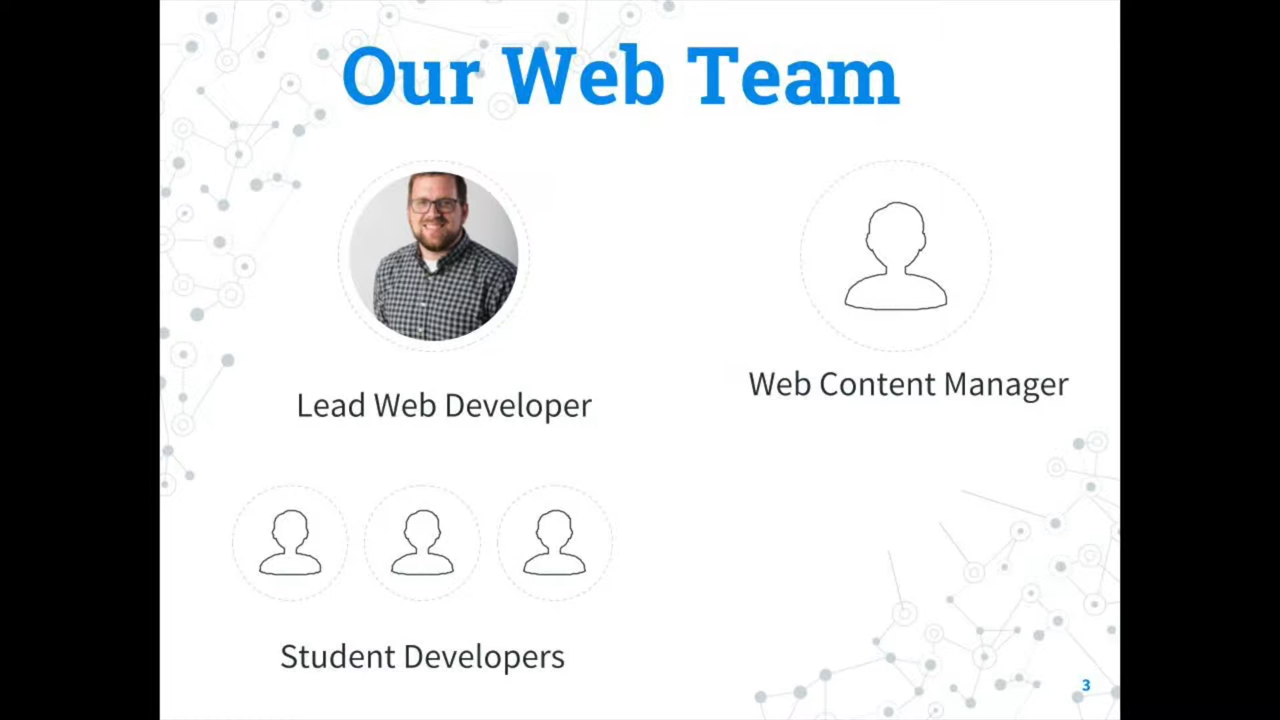 Our Web Team
Lead Web Developer
Web Content Manager
Student Developers
3